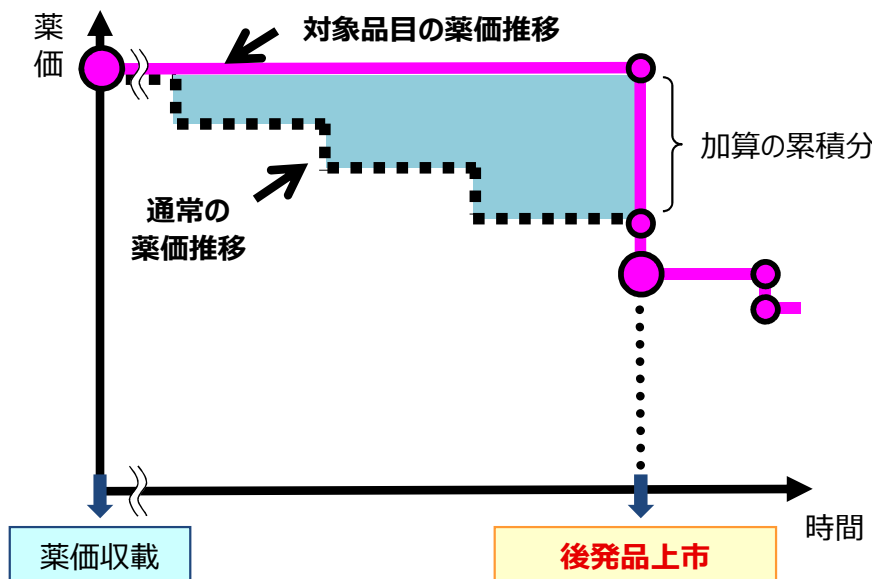 薬
価
対象品目の薬価推移
加算の累積分
通常の
薬価推移
時間
薬価収載
後発品上市